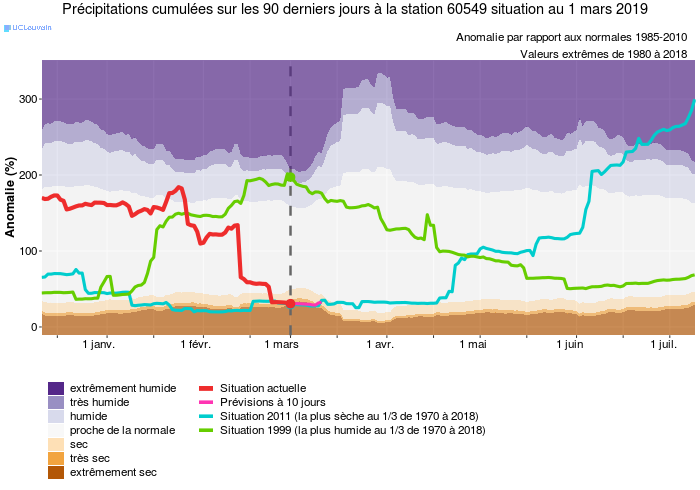 Précipitations cumulées sur les 90 derniers jours à la station 60549 situation au 1 mars 2019
UCLouvain
Anomalie par rapport aux normales 1985-2010
Valeurs extrêmes de 1980 à 2018
Anomalie (%)
300
200
100
0
1 janv.
1 févr.
1 mars
1 avr.
1 mai
1 juin
1 juil.
extrêmement humide
très humide
humide
proche de la normale
sec
très sec
extrêmement sec
Situation actuelle
Prévisions à 10 jours
Situation 2011 (la plus sèche au 1/3 de 1970 à 2018)
Situation 1999 (la plus humide au 1/3 de 1970 à 2018)